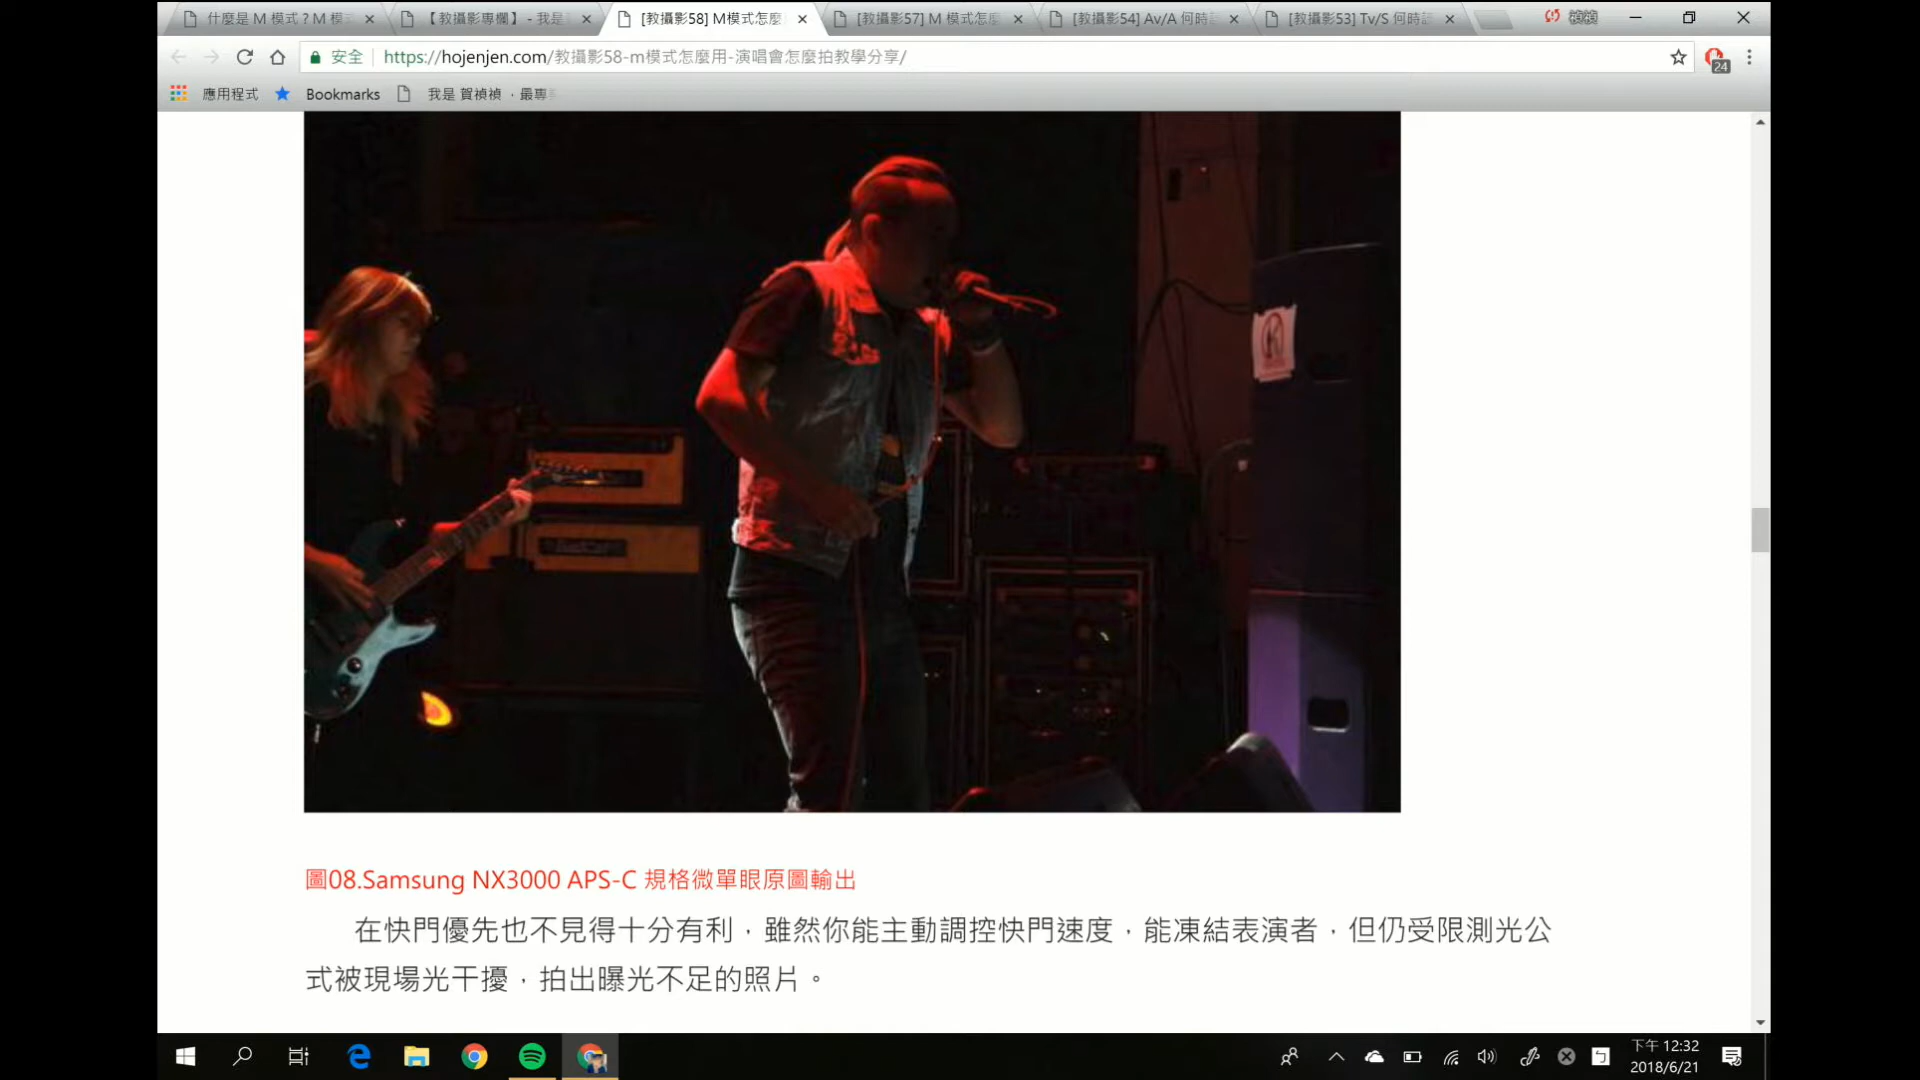 什麼是 M 模式？M 模
【教攝影專欄】 - 我是
[教攝影58] M模式怎麼
[教攝影57] M 模式怎麼
[教攝影54] Av/A 何時
[教攝影53] Tv/S 何時
禎禎
安全
https://hojenjen.com/教攝影58-m模式怎麼用-演唱會怎麼拍教學分享/
24
應用程式
Bookmarks
我是 賀禎禎，最專
圖08.Samsung NX3000 APS-C 規格微單眼原圖輸出
在快門優先也不見得十分有利，雖然你能主動調控快門速度，能凍結表演者，但仍受限測光公
式被現場光干擾，拍出曝光不足的照片。
下午 12:32
2018/6/21